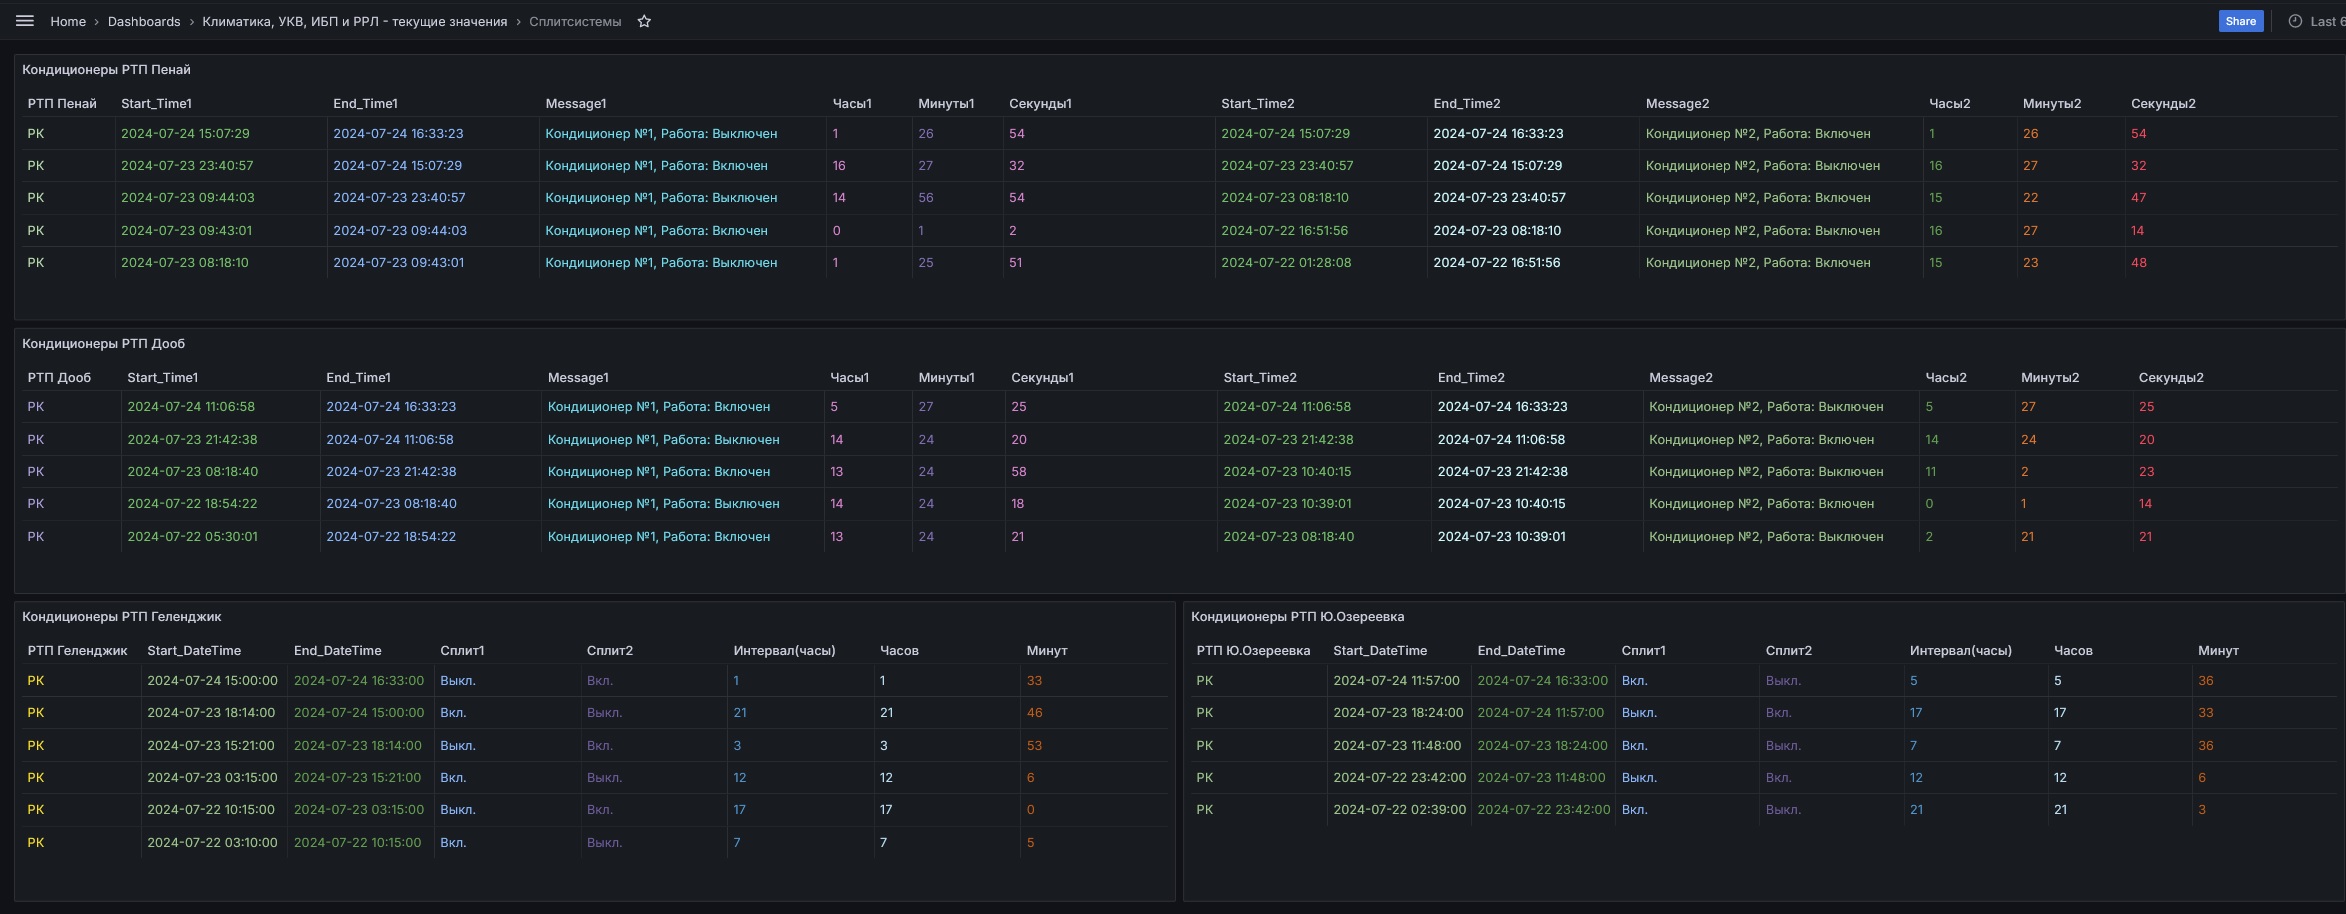 Home › Dashboards › Климатика, УКВ, ИБП и РРЛ - текущие значения › Сплитсистемы Share Last 6
Кондиционеры РТП Пенай
РТП Пенай Start_Time1 End_Time1 Message1 Часы1 Минуты1 Секунды1 Start_Time2 End_Time2 Message2 Часы2 Минуты2 Секунды2
РК 2024-07-24 15:07:29 2024-07-24 16:33:23 Кондиционер №1, Работа: Выключен 1 26 54 2024-07-24 15:07:29 2024-07-24 16:33:23 Кондиционер №2, Работа: Включен 1 26 54
РК 2024-07-23 23:40:57 2024-07-24 15:07:29 Кондиционер №1, Работа: Включен 16 27 32 2024-07-23 23:40:57 2024-07-24 15:07:29 Кондиционер №2, Работа: Выключен 16 27 32
РК 2024-07-23 09:44:03 2024-07-23 23:40:57 Кондиционер №1, Работа: Выключен 14 56 54 2024-07-23 08:18:10 2024-07-23 23:40:57 Кондиционер №2, Работа: Включен 15 22 47
РК 2024-07-23 09:43:01 2024-07-23 09:44:03 Кондиционер №1, Работа: Включен 0 1 2 2024-07-22 16:51:56 2024-07-23 08:18:10 Кондиционер №2, Работа: Выключен 16 27 14
РК 2024-07-23 08:18:10 2024-07-23 09:43:01 Кондиционер №1, Работа: Выключен 1 25 51 2024-07-22 01:28:08 2024-07-22 16:51:56 Кондиционер №2, Работа: Включен 15 23 48
Кондиционеры РТП Дооб
РТП Дооб Start_Time1 End_Time1 Message1 Часы1 Минуты1 Секунды1 Start_Time2 End_Time2 Message2 Часы2 Минуты2 Секунды2
РК 2024-07-24 11:06:58 2024-07-24 16:33:23 Кондиционер №1, Работа: Включен 5 27 25 2024-07-24 11:06:58 2024-07-24 16:33:23 Кондиционер №2, Работа: Выключен 5 27 25
РК 2024-07-23 21:42:38 2024-07-24 11:06:58 Кондиционер №1, Работа: Выключен 14 24 20 2024-07-23 21:42:38 2024-07-24 11:06:58 Кондиционер №2, Работа: Включен 14 24 20
РК 2024-07-23 08:18:40 2024-07-23 21:42:38 Кондиционер №1, Работа: Включен 13 24 58 2024-07-23 10:40:15 2024-07-23 21:42:38 Кондиционер №2, Работа: Выключен 11 2 23
РК 2024-07-22 18:54:22 2024-07-23 08:18:40 Кондиционер №1, Работа: Выключен 14 24 18 2024-07-23 10:39:01 2024-07-23 10:40:15 Кондиционер №2, Работа: Включен 0 1 14
РК 2024-07-22 05:30:01 2024-07-22 18:54:22 Кондиционер №1, Работа: Включен 13 24 21 2024-07-23 08:18:40 2024-07-23 10:39:01 Кондиционер №2, Работа: Выключен 2 21 21
Кондиционеры РТП Геленджик
РТП Геленджик Start_DateTime End_DateTime Сплит1 Сплит2 Интервал(часы) Часов Минут
РК 2024-07-24 15:00:00 2024-07-24 16:33:00 Выкл. Вкл. 1 1 33
РК 2024-07-23 18:14:00 2024-07-24 15:00:00 Вкл. Выкл. 21 21 46
РК 2024-07-23 15:21:00 2024-07-23 18:14:00 Выкл. Вкл. 3 3 53
РК 2024-07-23 03:15:00 2024-07-23 15:21:00 Вкл. Выкл. 12 12 6
РК 2024-07-22 10:15:00 2024-07-23 03:15:00 Выкл. Вкл. 17 17 0
РК 2024-07-22 03:10:00 2024-07-22 10:15:00 Вкл. Выкл. 7 7 5
Кондиционеры РТП Ю.Озереевка
РТП Ю.Озереевка Start_DateTime End_DateTime Сплит1 Сплит2 Интервал(часы) Часов Минут
РК 2024-07-24 11:57:00 2024-07-24 16:33:00 Вкл. Выкл. 5 5 36
РК 2024-07-23 18:24:00 2024-07-24 11:57:00 Выкл. Вкл. 17 17 33
РК 2024-07-23 11:48:00 2024-07-23 18:24:00 Вкл. Выкл. 7 7 36
РК 2024-07-22 23:42:00 2024-07-23 11:48:00 Выкл. Вкл. 12 12 6
РК 2024-07-22 02:39:00 2024-07-22 23:42:00 Вкл. Выкл. 21 21 3